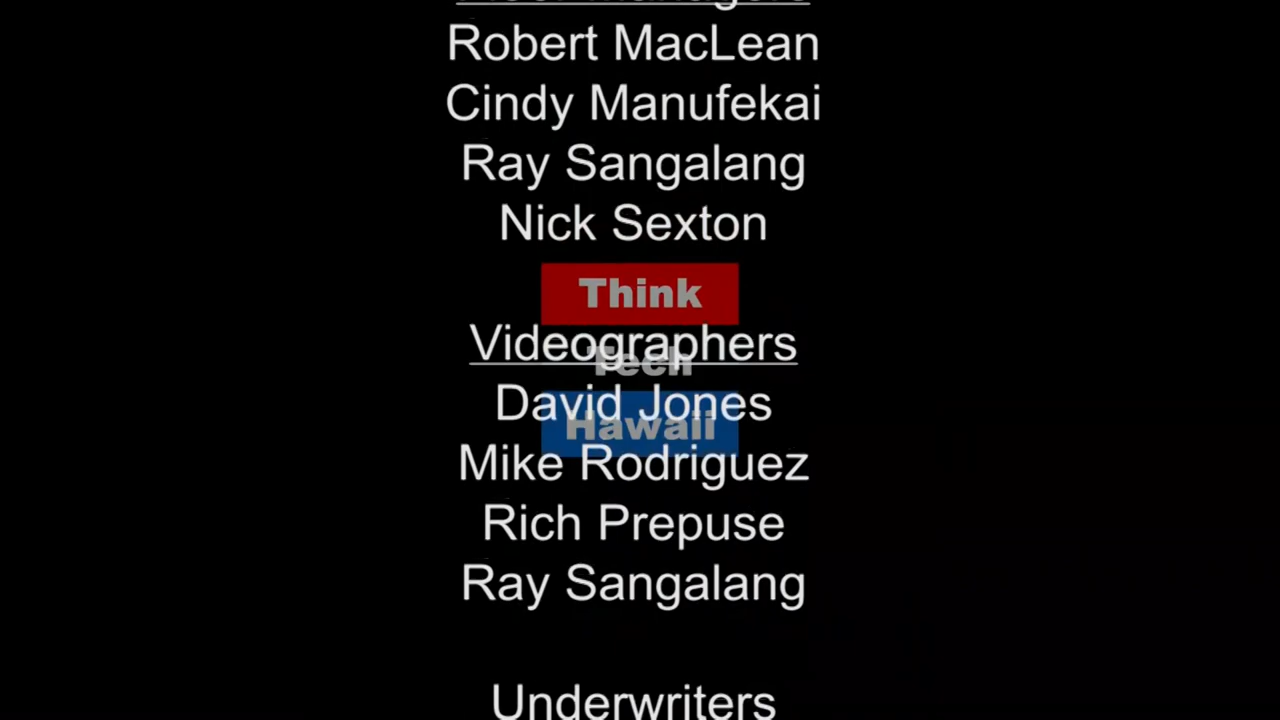 Robert MacLean
Cindy Manufekai
Ray Sangalang
Nick Sexton
Think
Videographers
Tech
David Jones
Hawaii
Mike Rodriguez
Rich Prepuse
Ray Sangalang
Underwriters